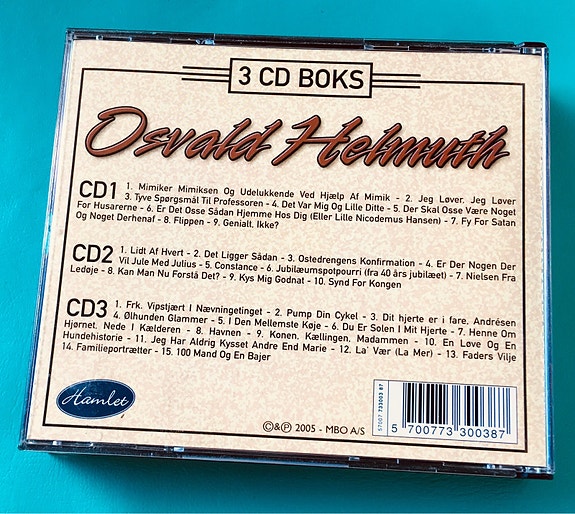 3 CD BOKS
Osvald Helmuth
CD1 1. Mimiker Mimiksen Og Udelukkende Ved Hjælp Af Mimik - 2. Jeg Løver, Jeg Løver
- 3. Tyve Spørgsmål Til Professoren - 4. Det Var Mig Og Lille Ditte - 5. Der Skal Osse Være Noget
For Husarerne - 6. Er Det Osse Sådan Hjemme Hos Dig (Eller Lille Nicodemus Hansen) - 7. Fy For Satan
Og Noget Derhenaf - 8. Flippen - 9. Genialt, Ikke?
CD2 1. Lidt Af Hvert - 2. Det Ligger Sådan - 3. Ostedrengens Konfirmation - 4. Er Der Nogen Der
Vil Jule Med Julius - 5. Constance - 6. Jubilæumspotpourri (fra 40 års jubilæet) - 7. Nielsen Fra
Ledøje - 8. Kan Man Nu Forstå Det? - 9. Kys Mig Godnat - 10. Synd For Kongen
CD3 1. Frk. Vipstjært I Nævningetinget - 2. Pump Din Cykel - 3. Dit hjerte er i fare, Andrésen
- 4. Ølhunden Glammer - 5. I Den Mellemste Køje - 6. Du Er Solen I Mit Hjerte - 7. Henne Om
Hjørnet, Nede I Kælderen - 8. Havnen - 9. Konen, Kællingen, Madammen - 10. En Løve Og En
Hundehistorie - 11. Jeg Har Aldrig Kysset Andre End Marie - 12. La` Vær (La Mer) - 13. Faders Vilje
14. Familieportrætter - 15. 100 Mand Og En Bajer
Hamlet
©&℗ 2005 - MBO A/S
57007 733003 87
5 700773 300387